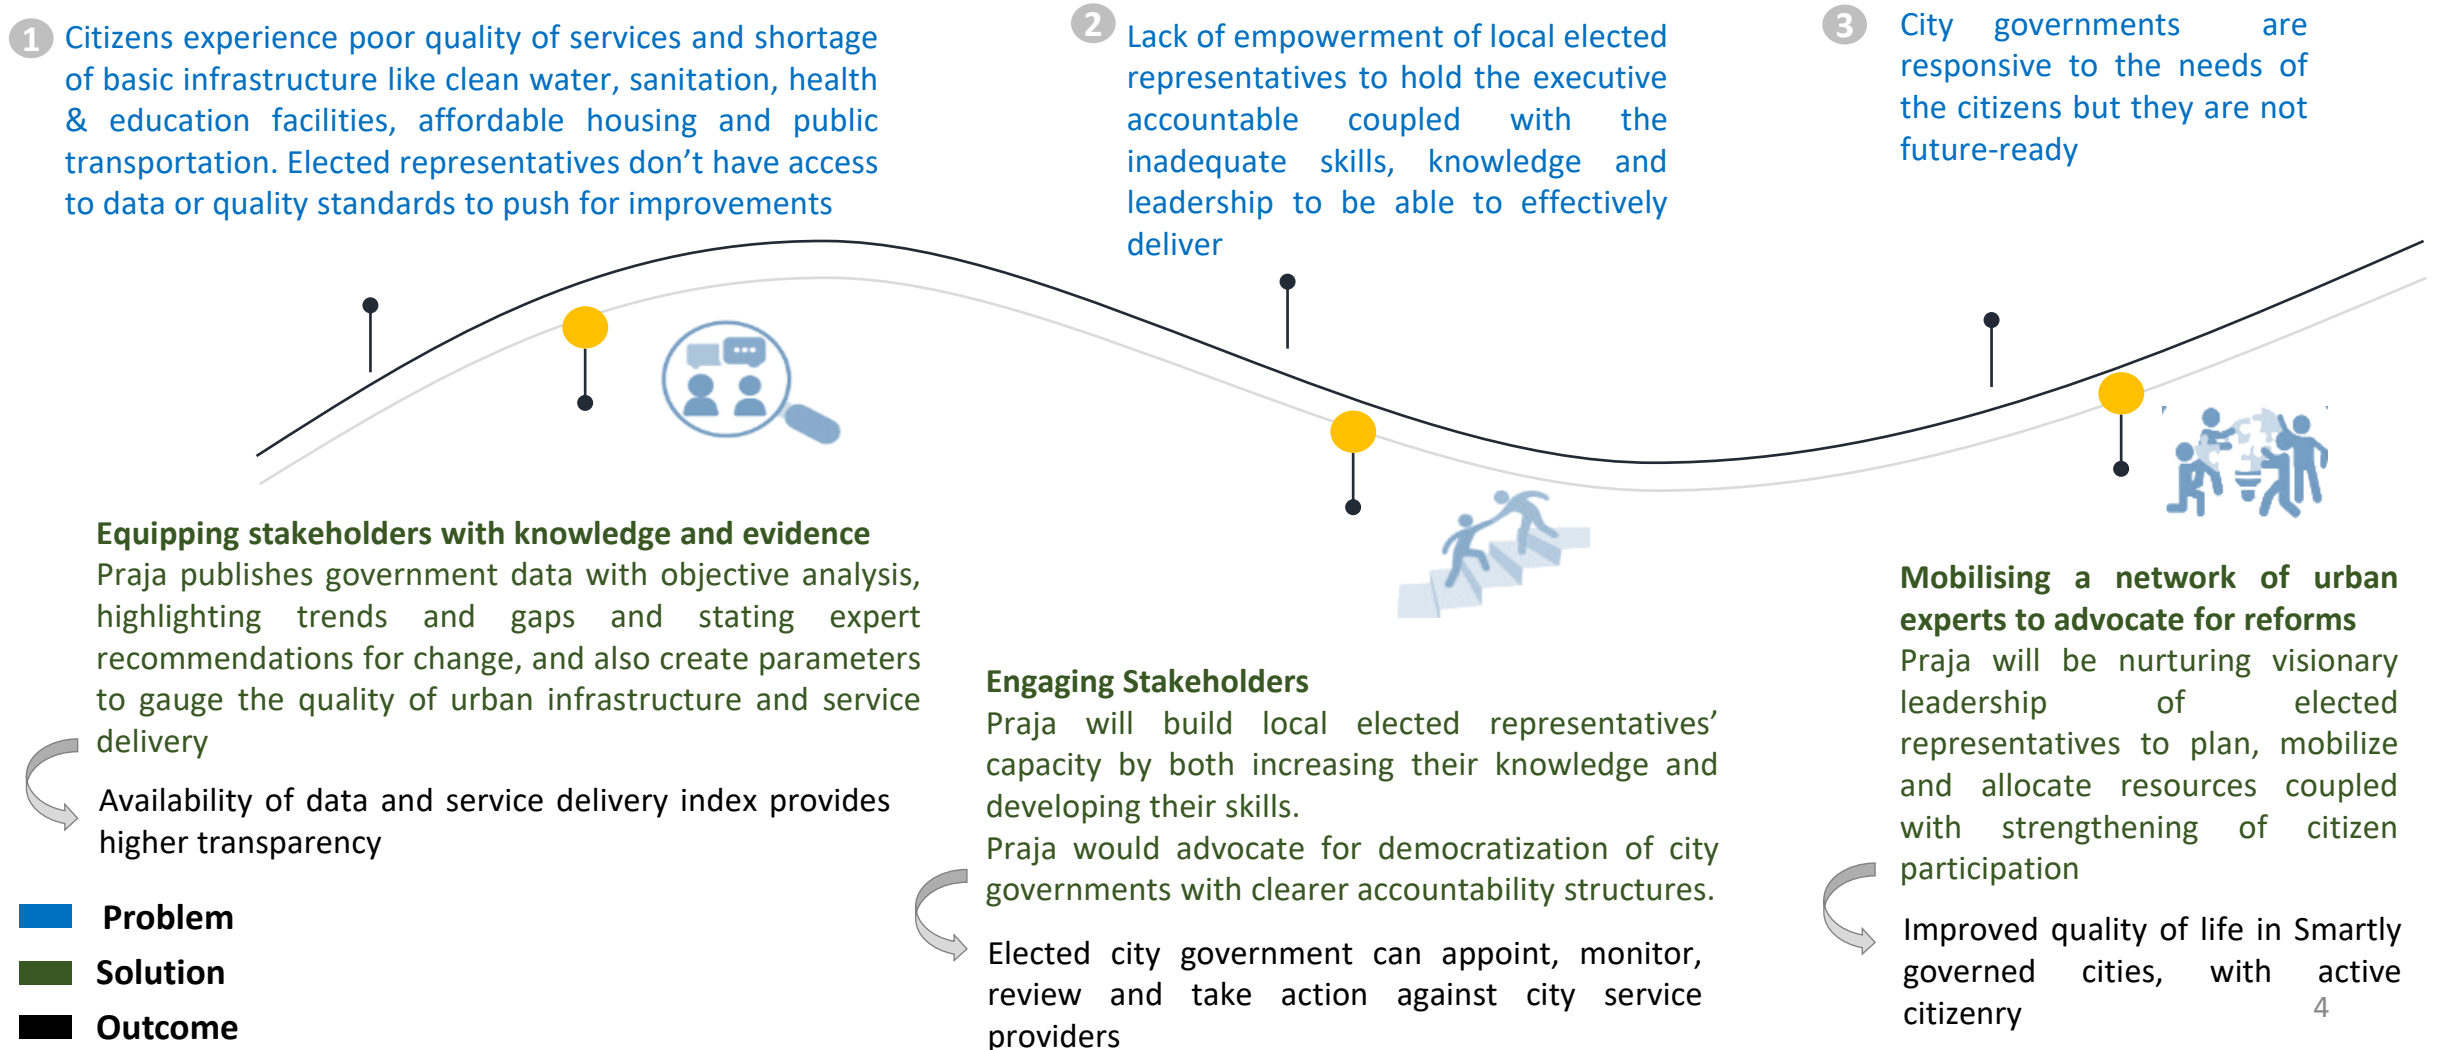 1
Citizens experience poor quality of services and shortage
of basic infrastructure like clean water, sanitation, health
& education facilities, affordable housing and public
transportation. Elected representatives don’t have access
to data or quality standards to push for improvements
2
Lack of empowerment of local elected
representatives to hold the executive
accountable coupled with the
inadequate skills, knowledge and
leadership to be able to effectively
deliver
3
City governments are
responsive to the needs of
the citizens but they are not
future-ready
Equipping stakeholders with knowledge and evidence
Praja publishes government data with objective analysis,
highlighting trends and gaps and stating expert
recommendations for change, and also create parameters
to gauge the quality of urban infrastructure and service
delivery
Availability of data and service delivery index provides
higher transparency
Engaging Stakeholders
Praja will build local elected representatives’
capacity by both increasing their knowledge and
developing their skills.
Praja would advocate for democratization of city
governments with clearer accountability structures.
Elected city government can appoint, monitor,
review and take action against city service
providers
Mobilising a network of urban
experts to advocate for reforms
Praja will be nurturing visionary
leadership of elected
representatives to plan, mobilize
and allocate resources coupled
with strengthening of citizen
participation
Improved quality of life in Smartly
governed cities, with active
citizenry
Problem
Solution
Outcome
4